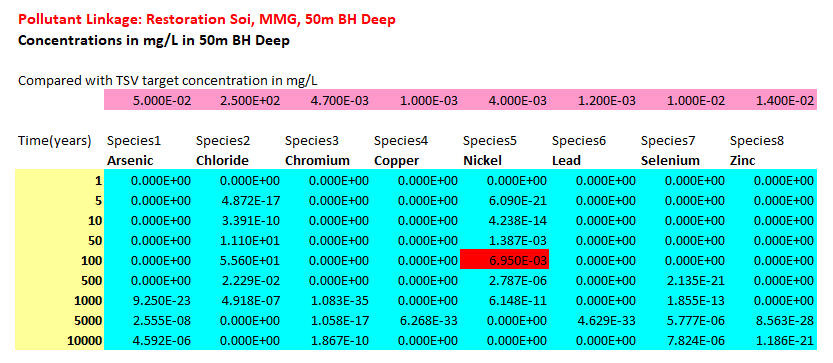 Pollutant Linkage: Restoration Soi, MMG, 50m BH Deep
Concentrations in mg/L in 50m BH Deep
Compared with TSV target concentration in mg/L
5.000E-02 2.500E+02 4.700E-03 1.000E-03 4.000E-03 1.200E-03 1.000E-02 1.400E-02
Time(years) Species1 Species2 Species3 Species4 Species5 Species6 Species7 Species8
Arsenic Chloride Chromium Copper Nickel Lead Selenium Zinc
1 0.000E+00 0.000E+00 0.000E+00 0.000E+00 0.000E+00 0.000E+00 0.000E+00 0.000E+00
5 0.000E+00 4.872E-17 0.000E+00 0.000E+00 6.090E-21 0.000E+00 0.000E+00 0.000E+00
10 0.000E+00 3.391E-10 0.000E+00 0.000E+00 4.238E-14 0.000E+00 0.000E+00 0.000E+00
50 0.000E+00 1.110E+01 0.000E+00 0.000E+00 1.387E-03 0.000E+00 0.000E+00 0.000E+00
100 0.000E+00 5.560E+01 0.000E+00 0.000E+00 6.950E-03 0.000E+00 0.000E+00 0.000E+00
500 0.000E+00 2.229E-02 0.000E+00 0.000E+00 2.787E-06 0.000E+00 2.135E-21 0.000E+00
1000 9.250E-23 4.918E-07 1.083E-35 0.000E+00 6.148E-11 0.000E+00 1.855E-13 0.000E+00
5000 2.555E-08 0.000E+00 1.058E-17 6.268E-33 0.000E+00 4.629E-33 5.777E-06 8.563E-28
10000 4.592E-06 0.000E+00 1.867E-10 0.000E+00 0.000E+00 0.000E+00 7.824E-06 1.186E-21